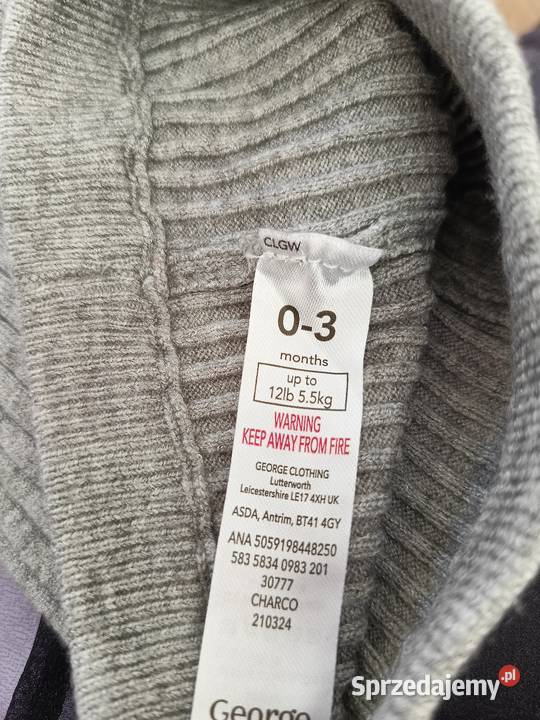 CLGW
0-3
months
up to
12lb 5.5kg
WARNING
KEEP AWAY FROM FIRE
GEORGE CLOTHING
Lutterworth
Leicestershire LE17 4XH UK
ASDA, Antrim, BT41 4GY
ANA 5059198448250
583 5834 0983 201
30777
CHARCO
210324
George
Sprzedajemy.pl